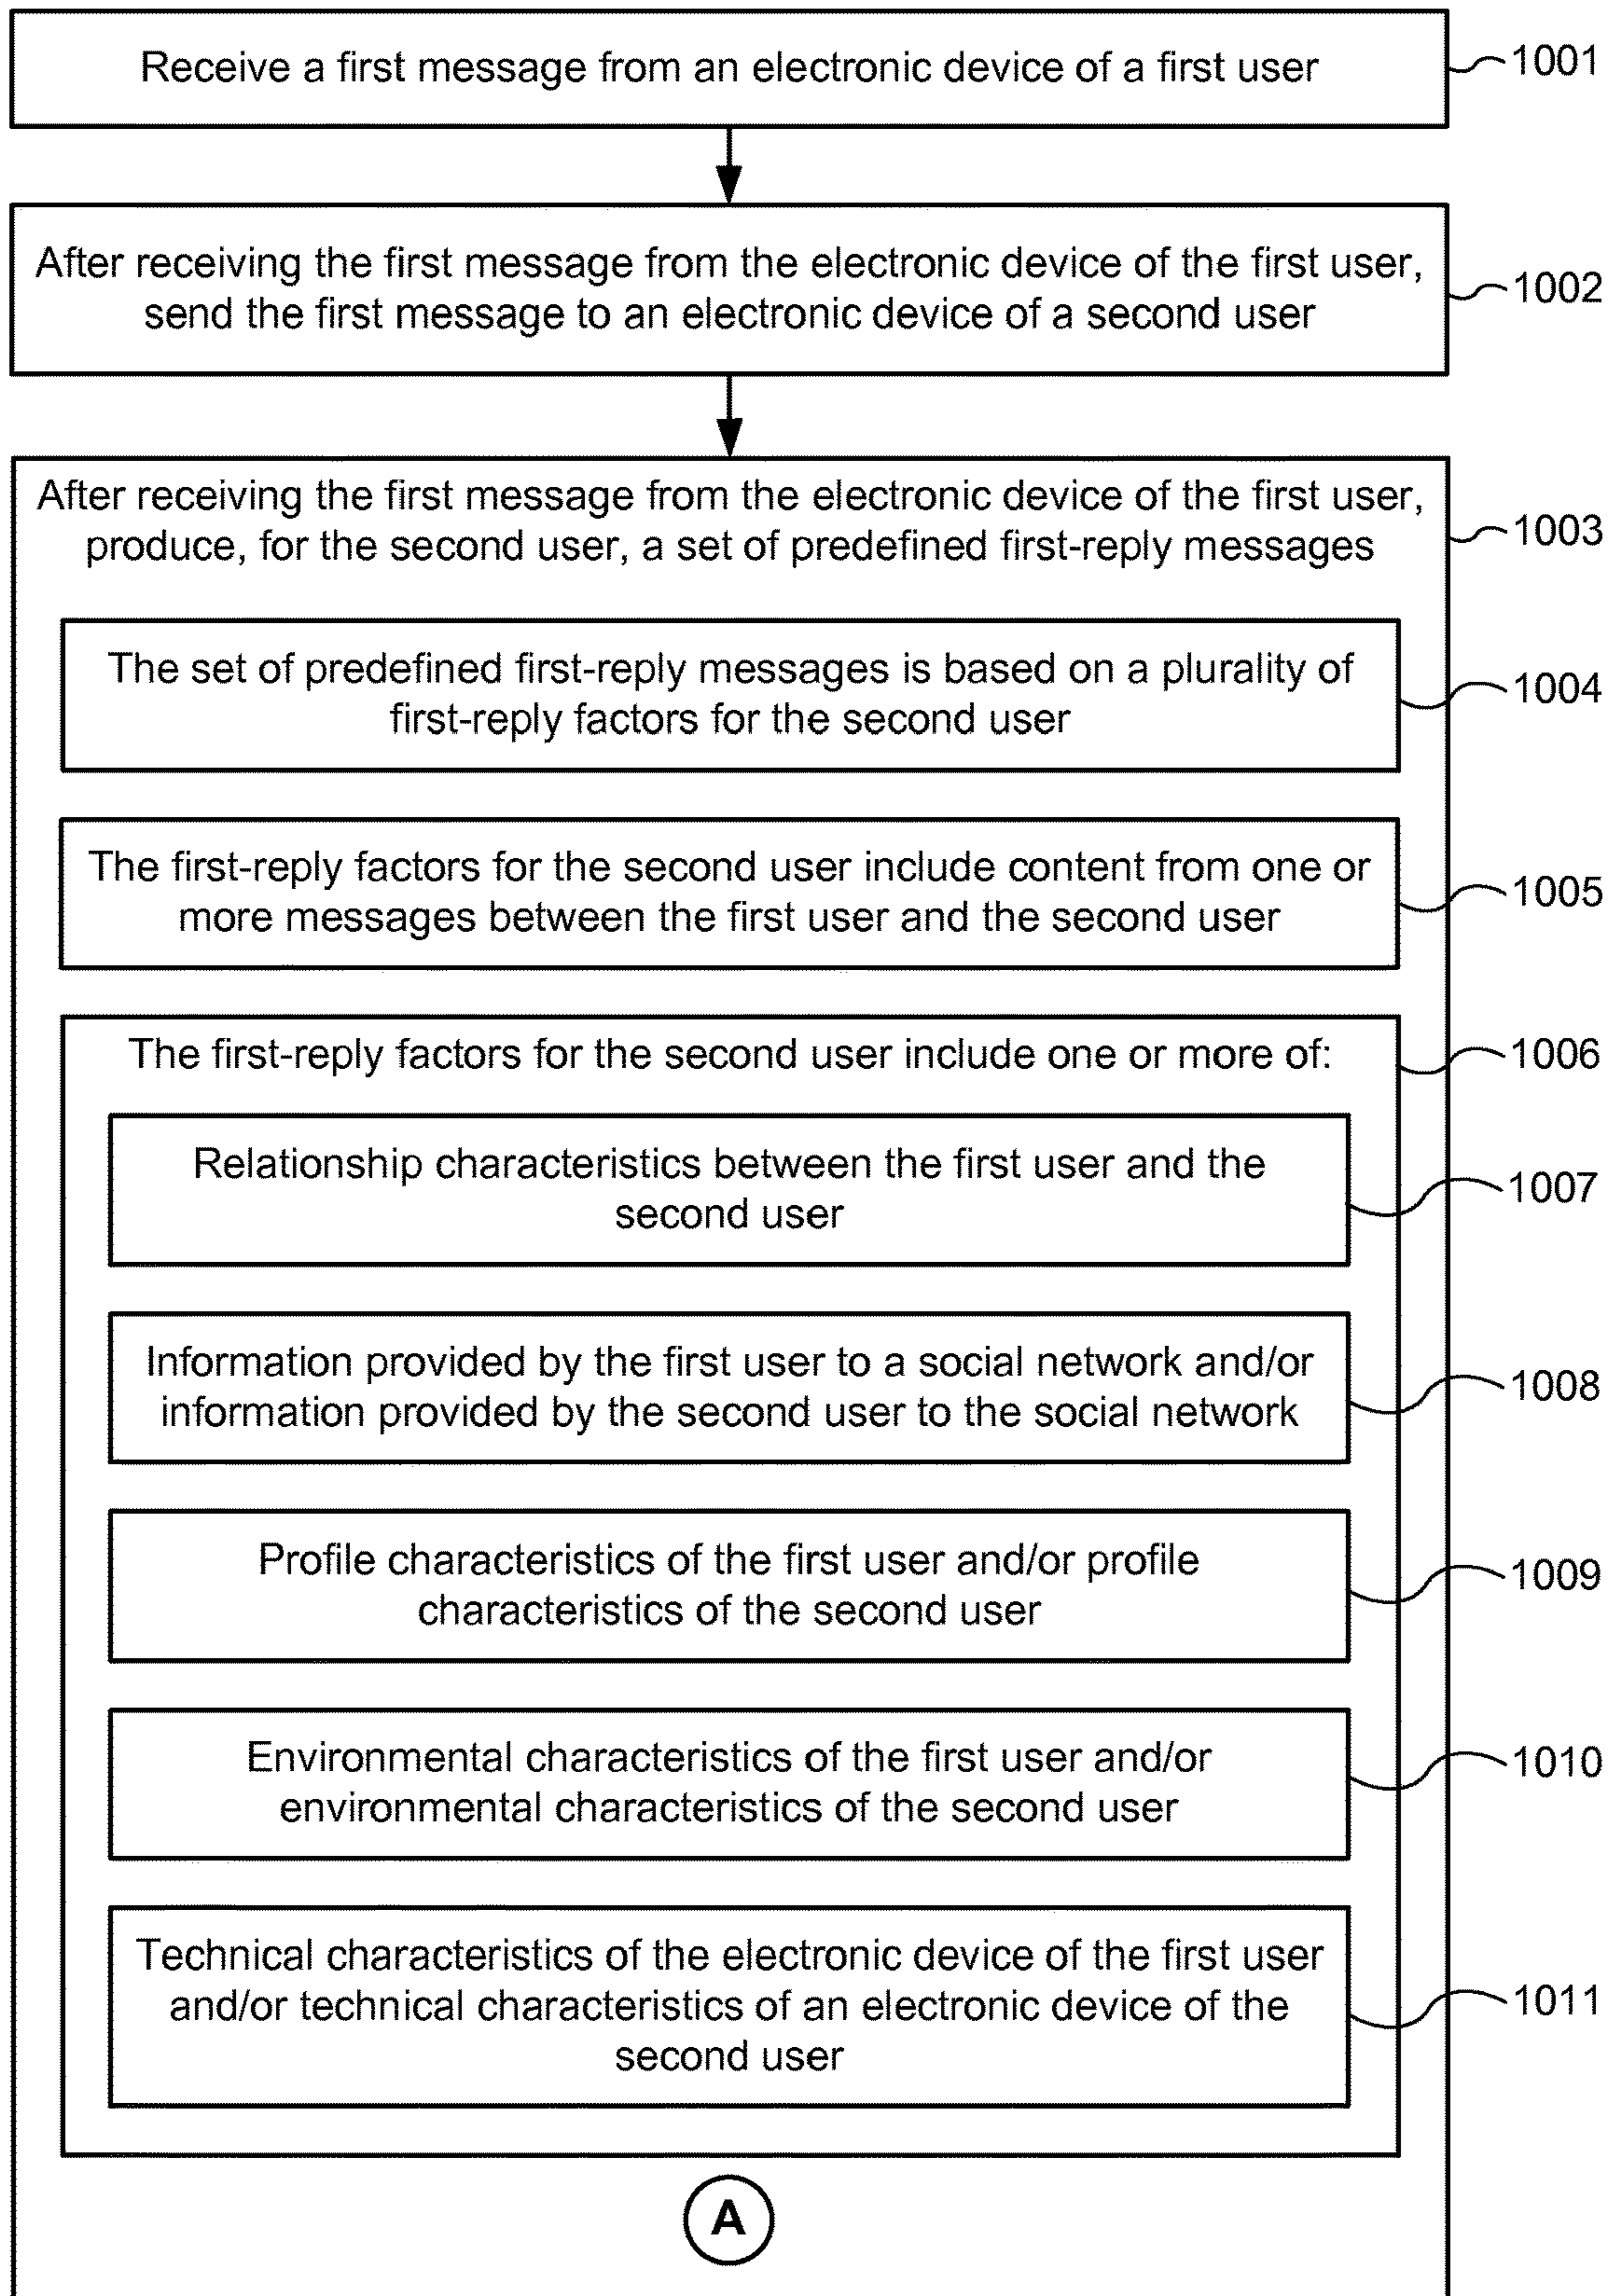 Receive a first message from an electronic device of a first user
1001
After receiving the first message from the electronic device of the first user,
send the first message to an electronic device of a second user
1002
After receiving the first message from the electronic device of the first user,
produce, for the second user, a set of predefined first-reply messages
1003
The set of predefined first-reply messages is based on a plurality of
first-reply factors for the second user
1004
The first-reply factors for the second user include content from one or
more messages between the first user and the second user
1005
The first-reply factors for the second user include one or more of:
1006
Relationship characteristics between the first user and the
second user
1007
Information provided by the first user to a social network and/or
information provided by the second user to the social network
1008
Profile characteristics of the first user and/or profile
characteristics of the second user
1009
Environmental characteristics of the first user and/or
environmental characteristics of the second user
1010
Technical characteristics of the electronic device of the first user
and/or technical characteristics of an electronic device of the
second user
1011
A